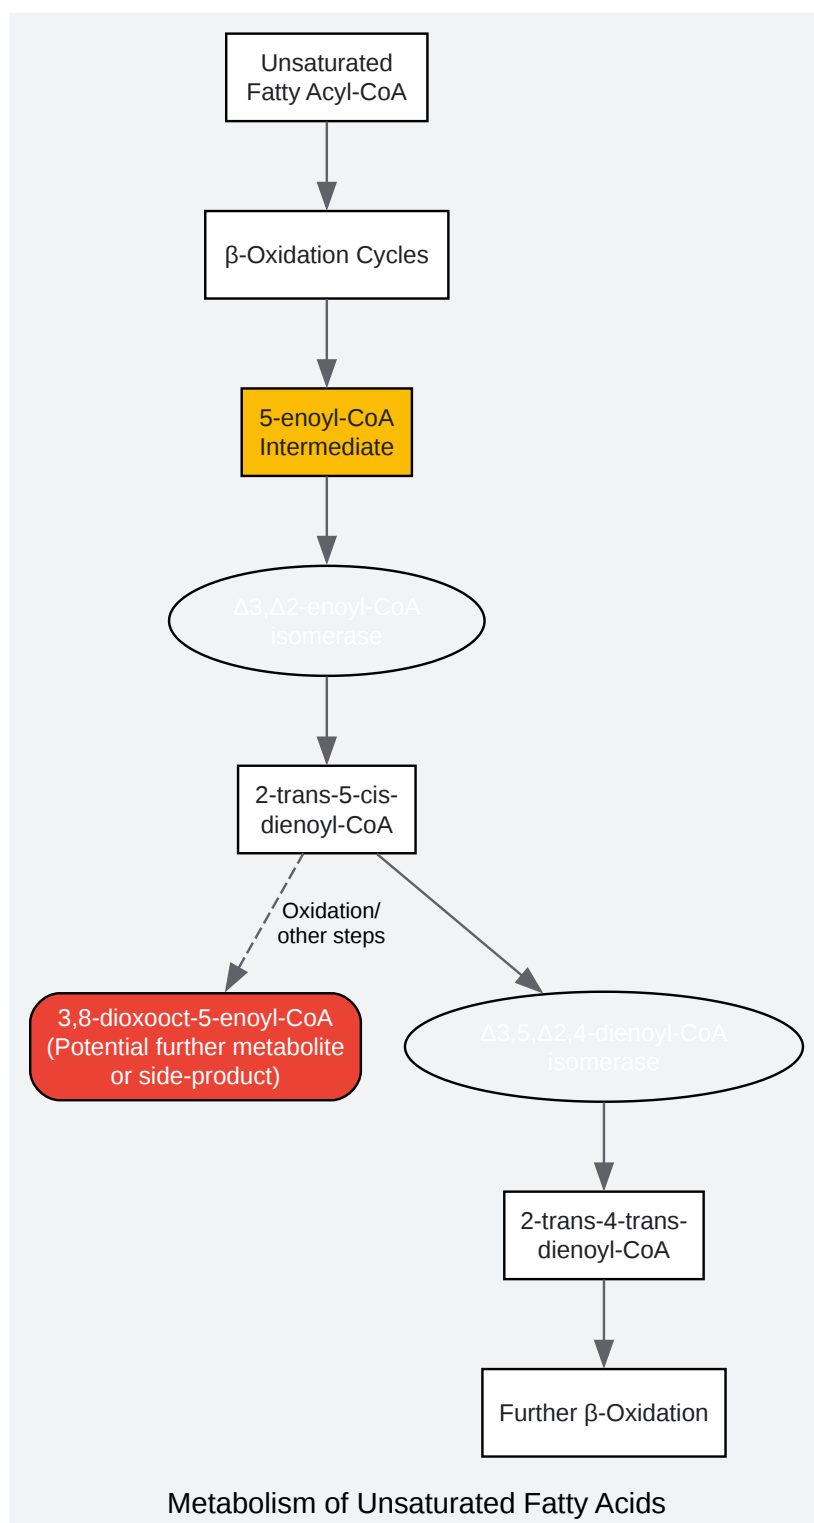 Unsaturated
Fatty Acyl-CoA
β-Oxidation Cycles
5-enoyl-CoA
Intermediate
Δ3,Δ2-enoyl-CoA
isomerase
2-trans-5-cis-
dienoyl-CoA
Oxidation/
other steps
3,8-dioxooct-5-enoyl-CoA
(Potential further metabolite
or side-product)
Δ3,5,Δ2,4-dienoyl-CoA
isomerase
2-trans-4-trans-
dienoyl-CoA
Further β-Oxidation
Metabolism of Unsaturated Fatty Acids